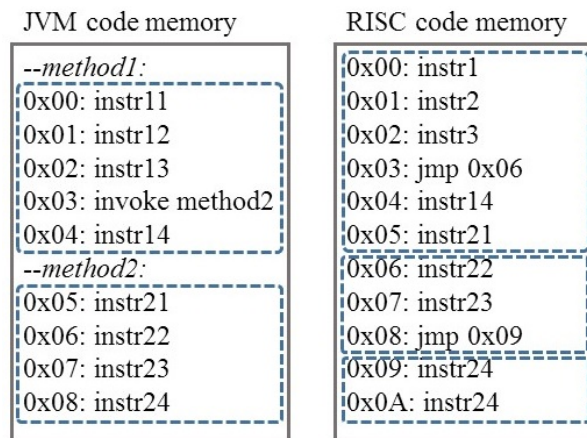 JVM code memory
--method1:
0x00: instr11
0x01: instr12
0x02: instr13
0x03: invoke method2
0x04: instr14
--method2:
0x05: instr21
0x06: instr22
0x07: instr23
0x08: instr24
RISC code memory
0x00: instr1
0x01: instr2
0x02: instr3
0x03: jmp 0x06
0x04: instr14
0x05: instr21
0x06: instr22
0x07: instr23
0x08: jmp 0x09
0x09: instr24
0x0A: instr24